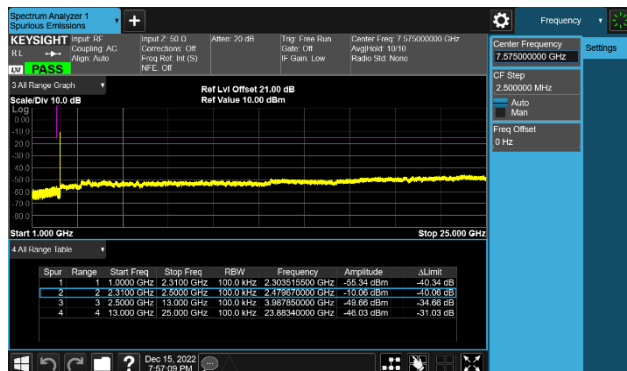 Spectrum Analyzer 1
Spurious Emissions
+
Frequency
KEYSIGHT
RL
Input: RF
Coupling: AC
Align: Auto
Input Z: 50 Ω
Corrections: Off
Freq Ref: Int (S)
NFE: Off
Atten: 20 dB
Trig: Free Run
Gate: Off
IF Gain: Low
Center Freq: 7.575000000 GHz
Avg|Hold: 10/10
Radio Std: None
PASS
Center Frequency
7.575000000 GHz
Settings
CF Step
2.500000 MHz
Auto
Man
Freq Offset
0 Hz
3 All Range Graph
Scale/Div 10.0 dB
Ref Lvl Offset 21.00 dB
Ref Value 10.00 dBm
Log
0.00
-10.0
-20.0
-30.0
-40.0
-50.0
-60.0
-70.0
-80.0
Start 1.000 GHz
Stop 25.000 GHz
4 All Range Table
Spur Range Start Freq Stop Freq RBW Frequency Amplitude ΔLimit
1 1 1.0000 GHz 2.3100 GHz 100.0 kHz 2.303515500 GHz -55.34 dBm -40.34 dB
2 2 2.3100 GHz 2.5000 GHz 100.0 kHz 2.479670000 GHz -10.06 dBm -40.06 dB
3 3 2.5000 GHz 13.000 GHz 100.0 kHz 3.987850000 GHz -49.66 dBm -34.66 dB
4 4 13.000 GHz 25.000 GHz 100.0 kHz 23.88340000 GHz -46.03 dBm -31.03 dB
?
Dec 15, 2022
7:57:09 PM